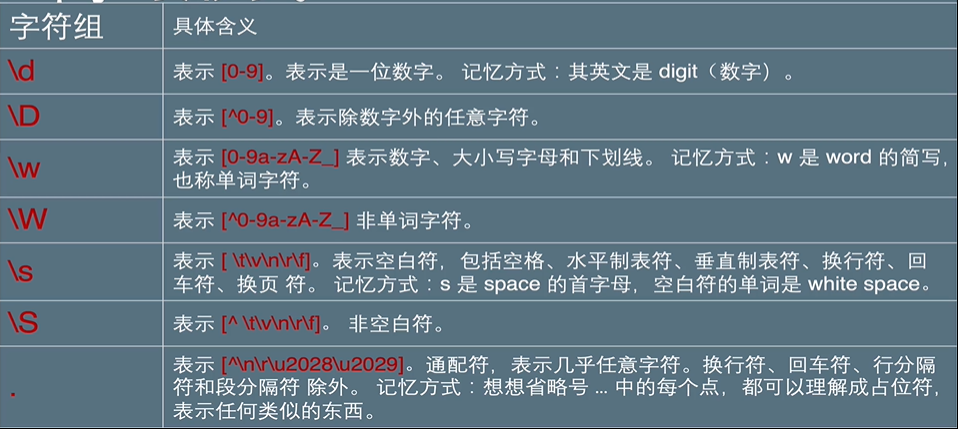 字符组 具体含义
\d 表示 [0-9]。表示是一位数字。 记忆方式：其英文是 digit（数字）。
\D 表示 [^0-9]。表示除数字外的任意字符。
\w 表示 [0-9a-zA-Z_] 表示数字、大小写字母和下划线。 记忆方式：w 是 word 的简写，
也称单词字符。
\W 表示 [^0-9a-zA-Z_] 非单词字符。
\s 表示 [ \t\v\n\r\f]。表示空白符，包括空格、水平制表符、垂直制表符、换行符、回
车符、换页 符。 记忆方式：s 是 space 的首字母，空白符的单词是 white space。
\S 表示 [^ \t\v\n\r\f]。 非空白符。
. 表示 [^\n\r\u2028\u2029]。通配符，表示几乎任意字符。换行符、回车符、行分隔
符和段分隔符 除外。 记忆方式：想想省略号 ... 中的每个点，都可以理解成占位符，
表示任何类似的东西。